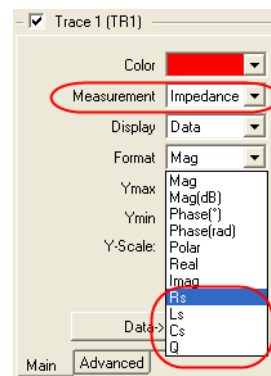 Trace 1 (TR1)
Color
Measurement Impedance
Display Data
Format Mag
Ymax
Ymin
Y-Scale:
Mag
Mag(dB)
Phase(°)
Phase(rad)
Polar
Real
Imag
Rs
Ls
Cs
Q
Data->
Main Advanced